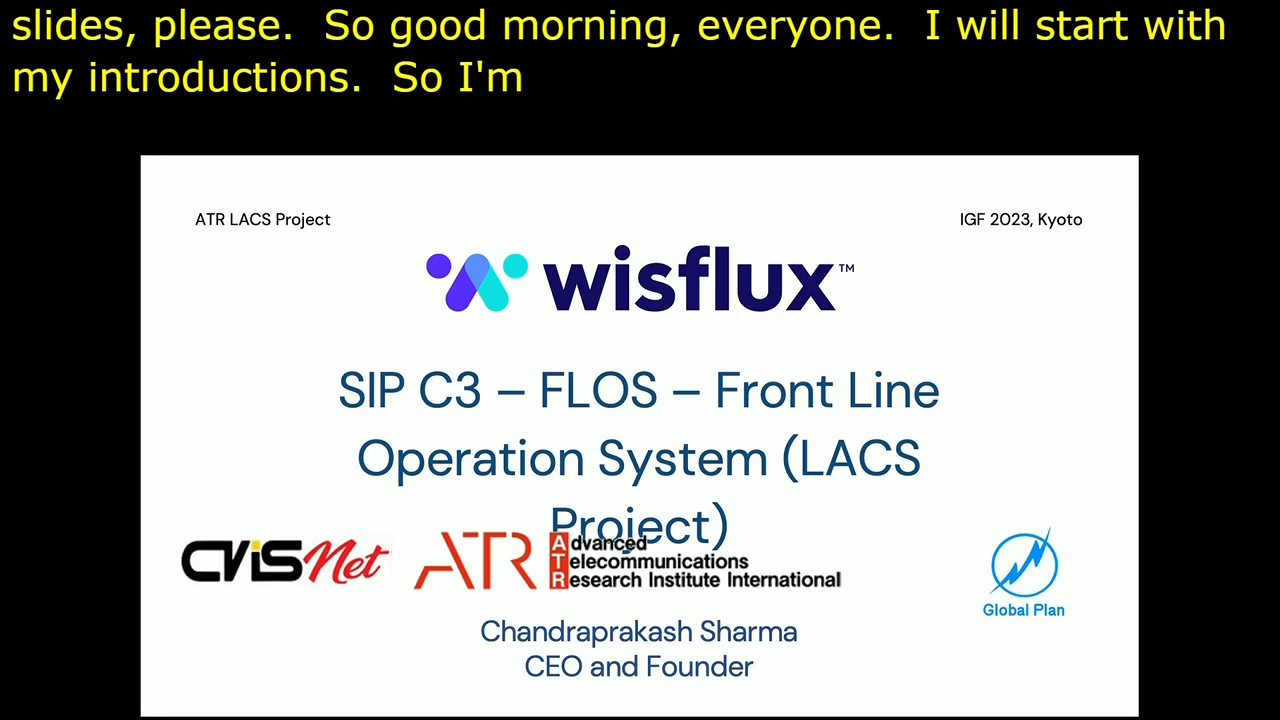 slides, please.  So good morning, everyone.  I will start with
my introductions.  So I'm
ATR LACS Project
IGF 2023, Kyoto
wisflux™
SIP C3 – FLOS – Front Line
Operation System (LACS
Project)
CVIS Net
ATR
Advanced
Telecommunications
Research Institute International
Global Plan
Chandraprakash Sharma
CEO and Founder